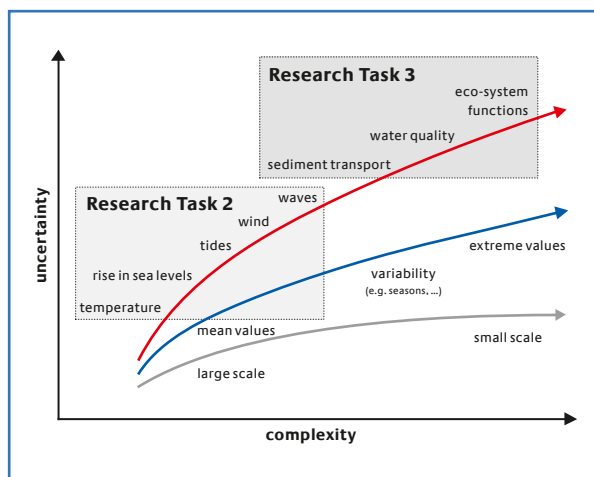 Research Task 3
eco-system
functions
water quality
sediment transport
Research Task 2
waves
wind
tides
rise in sea levels
temperature
extreme values
variability
(e.g. seasons, ...)
mean values
small scale
large scale
uncertainty
complexity